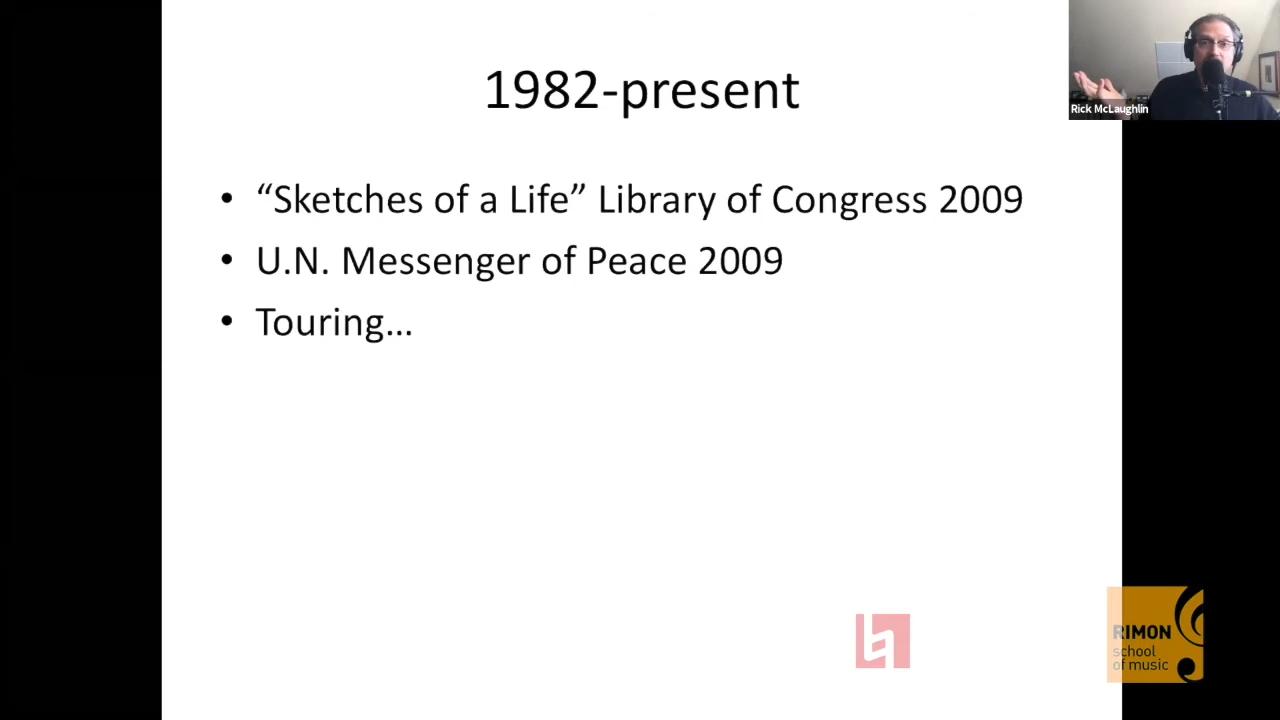 1982-present
• “Sketches of a Life” Library of Congress 2009
• U.N. Messenger of Peace 2009
• Touring…
Rick McLaughlin
RIMON
school
of music